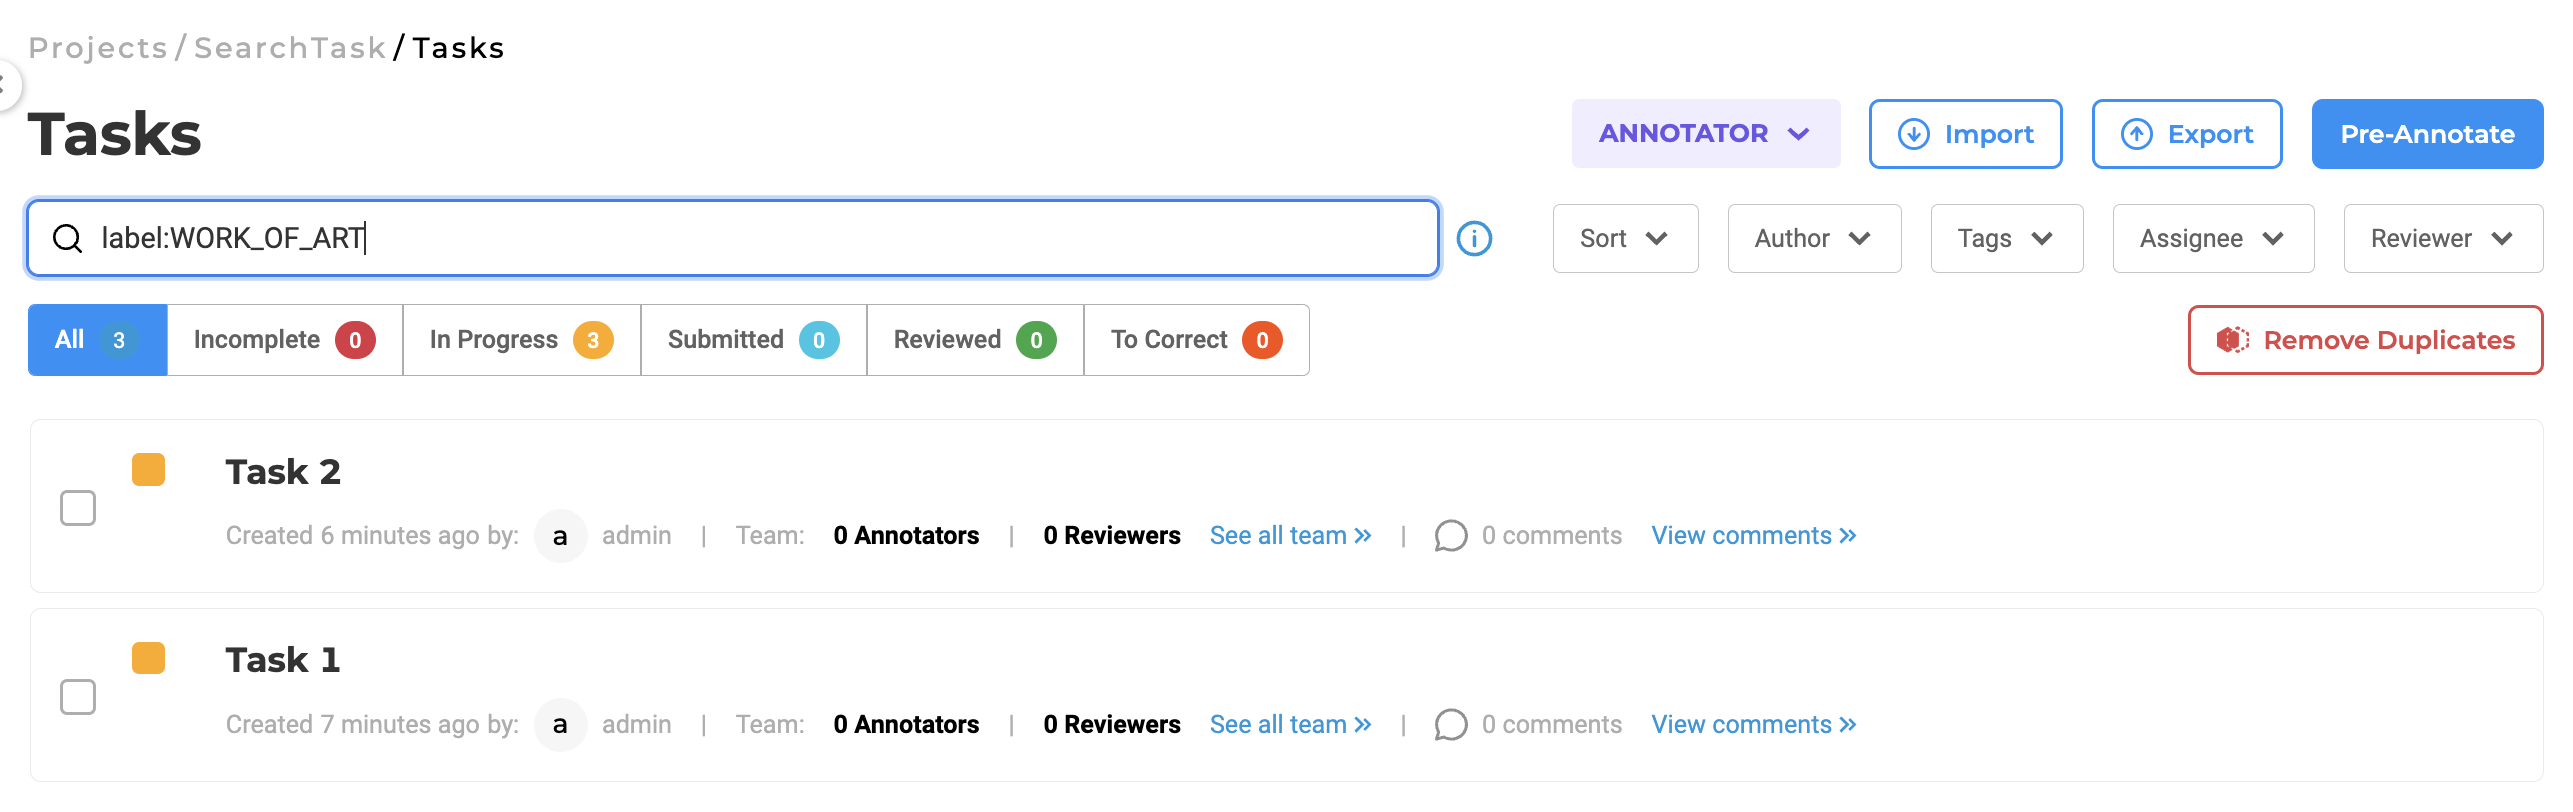 Projects / SearchTask / Tasks
Tasks
ANNOTATOR
Import
Export
Pre-Annotate
label:WORK_OF_ART
Sort
Author
Tags
Assignee
Reviewer
All 3
Incomplete 0
In Progress 3
Submitted 0
Reviewed 0
To Correct 0
Remove Duplicates
Task 2
Created 6 minutes ago by: a admin | Team: 0 Annotators | 0 Reviewers See all team » | 0 comments View comments »
Task 1
Created 7 minutes ago by: a admin | Team: 0 Annotators | 0 Reviewers See all team » | 0 comments View comments »